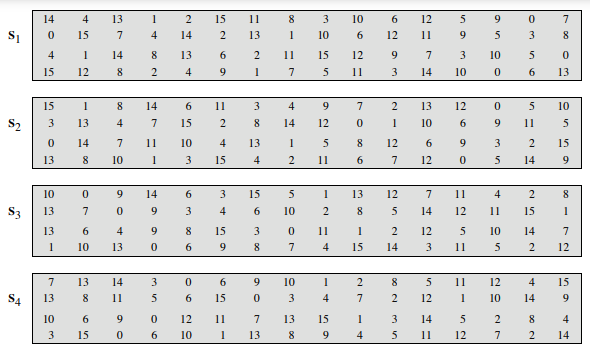 14 4 13 1 2 15 11 8 3 10 6 12 5 9 0 7
S1 0 15 7 4 14 2 13 1 10 6 12 11 9 5 3 8
4 1 14 8 13 6 2 11 15 12 9 7 3 10 5 0
15 12 8 2 4 9 1 7 5 11 3 14 10 0 6 13
15 1 8 14 6 11 3 4 9 7 2 13 12 0 5 10
S2 3 13 4 7 15 2 8 14 12 0 1 10 6 9 11 5
0 14 7 11 10 4 13 1 5 8 12 6 9 3 2 15
13 8 10 1 3 15 4 2 11 6 7 12 0 5 14 9
10 0 9 14 6 3 15 5 1 13 12 7 11 4 2 8
S3 13 7 0 9 3 4 6 10 2 8 5 14 12 11 15 1
13 6 4 9 8 15 3 0 11 1 2 12 5 10 14 7
1 10 13 0 6 9 8 7 4 15 14 3 11 5 2 12
7 13 14 3 0 6 9 10 1 2 8 5 11 12 4 15
S4 13 8 11 5 6 15 0 3 4 7 2 12 1 10 14 9
10 6 9 0 12 11 7 13 15 1 3 14 5 2 8 4
3 15 0 6 10 1 13 8 9 4 5 11 12 7 2 14